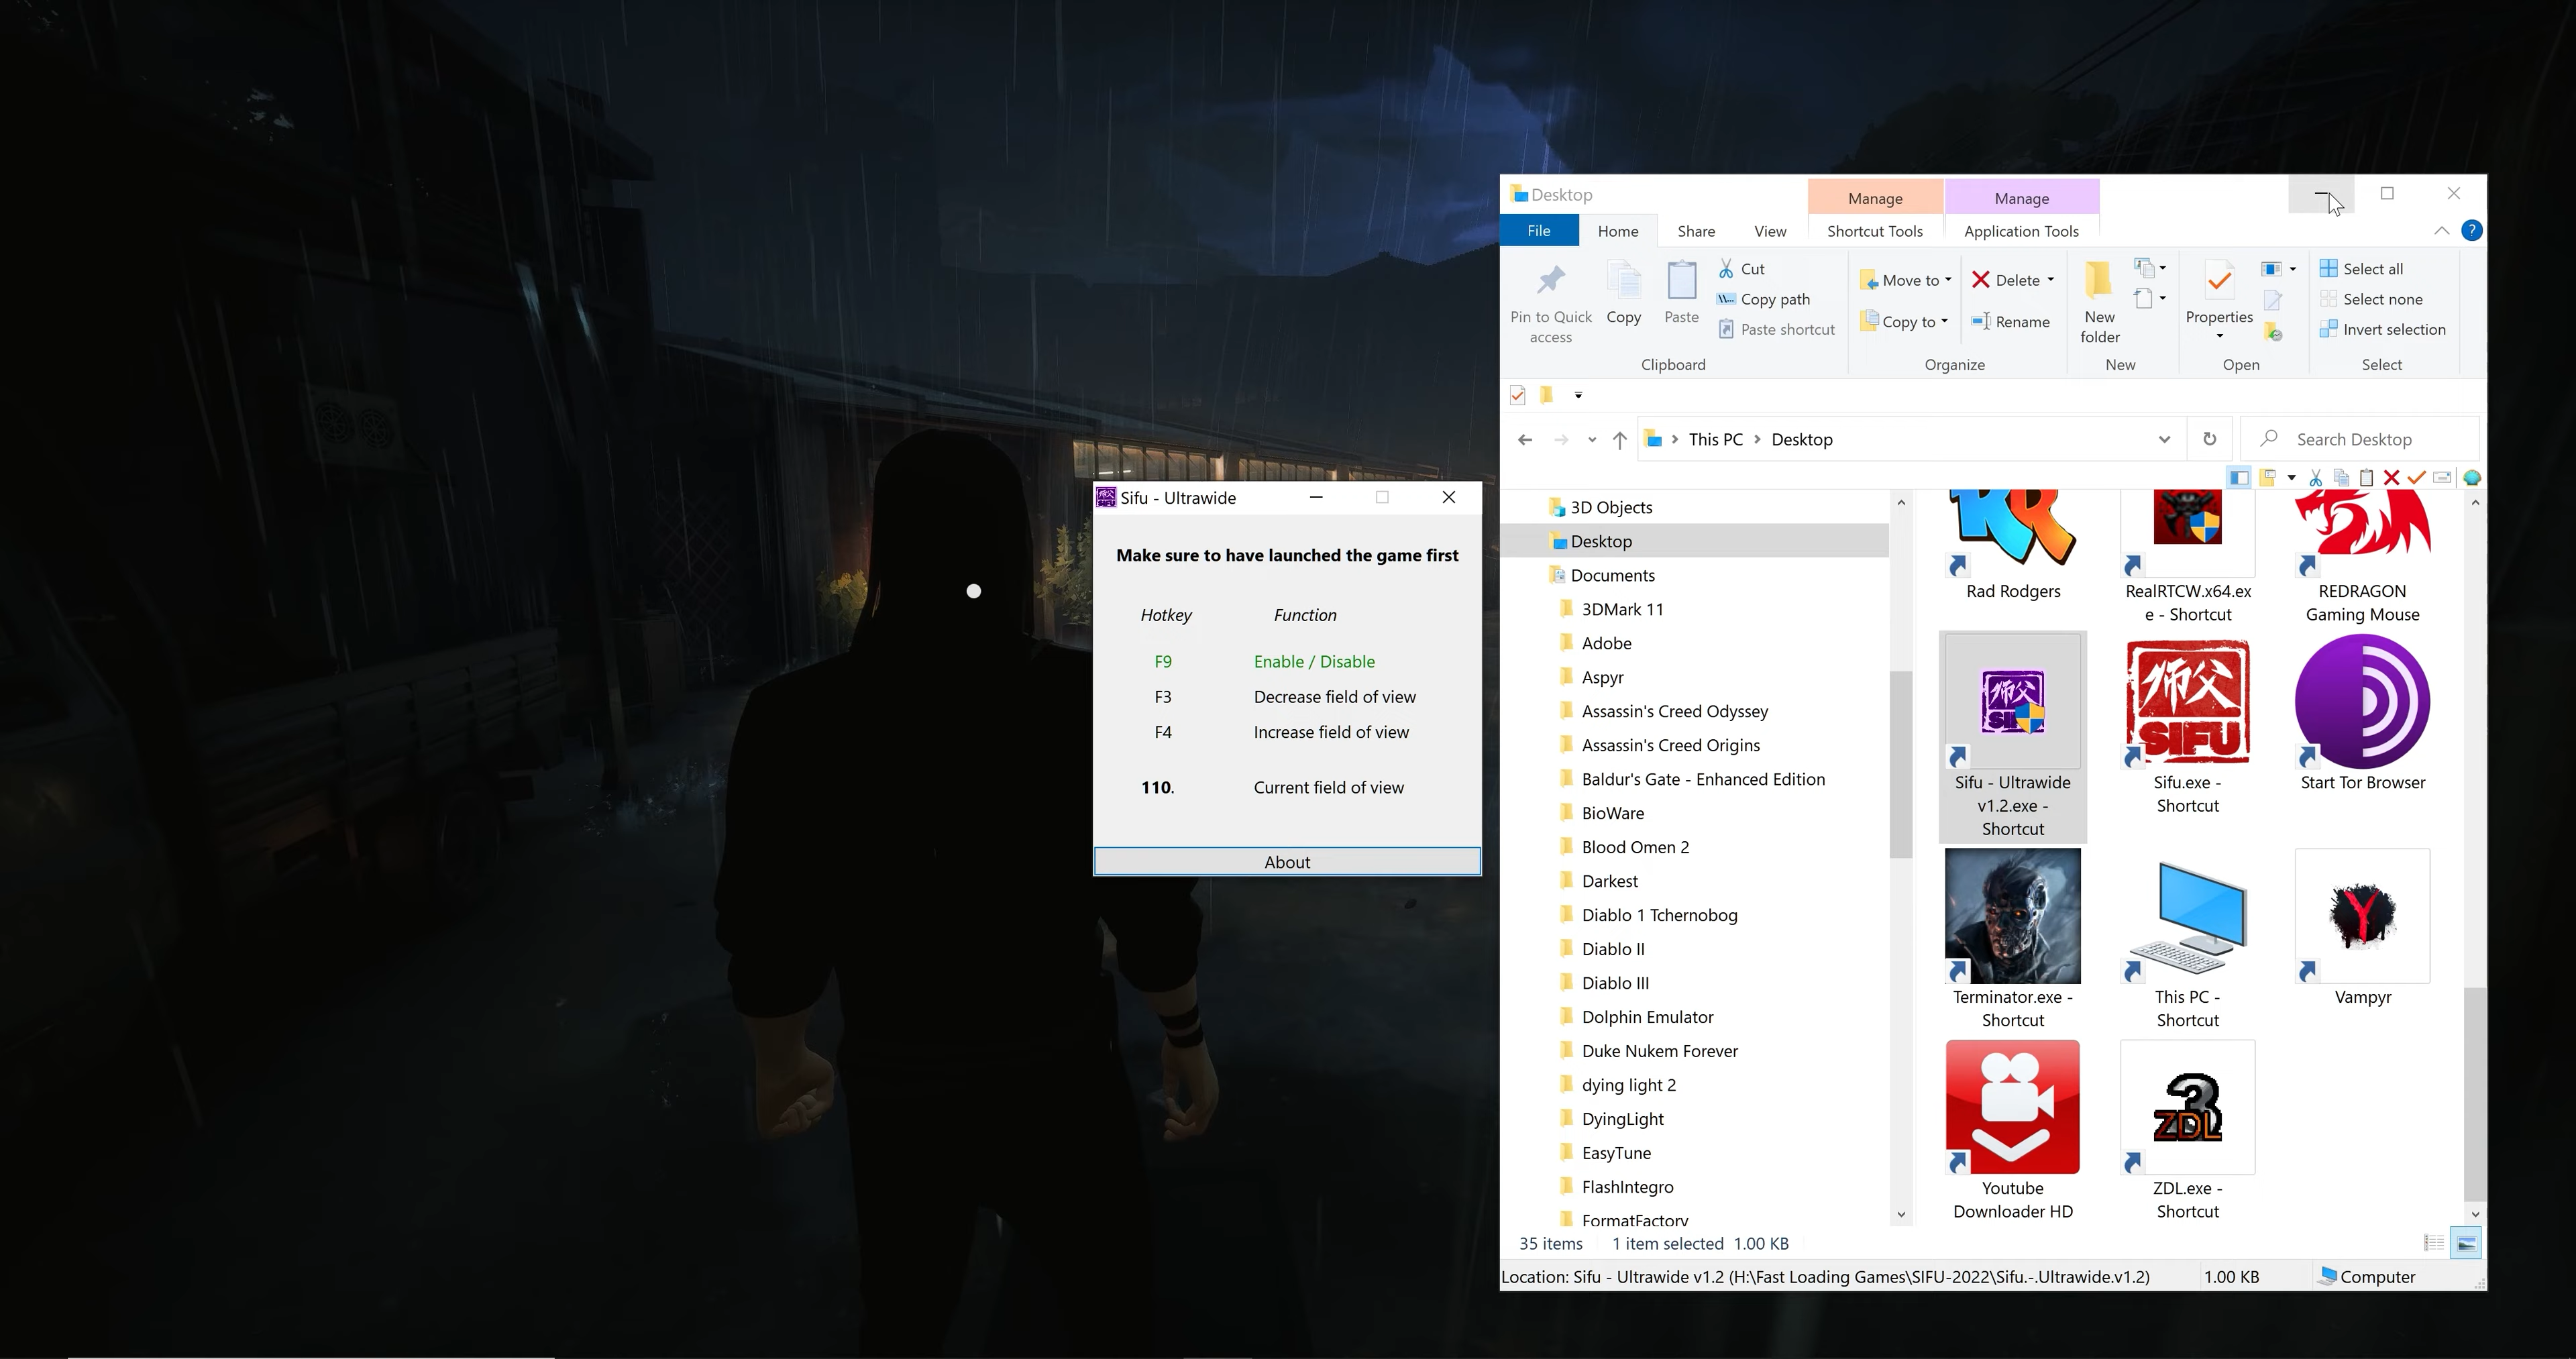 Desktop
Manage
Manage
File
Home
Share
View
Shortcut Tools
Application Tools
?
Pin to Quick
access
Copy
Paste
Cut
Copy path
Paste shortcut
Move to
Copy to
Delete
Rename
New
folder
Properties
Select all
Select none
Invert selection
Clipboard
Organize
New
Open
Select
This PC
Desktop
Search Desktop
3D Objects
Desktop
Documents
3DMark 11
Adobe
Aspyr
Assassin's Creed Odyssey
Assassin's Creed Origins
Baldur's Gate - Enhanced Edition
BioWare
Blood Omen 2
Darkest
Diablo 1 Tchernobog
Diablo II
Diablo III
Dolphin Emulator
Duke Nukem Forever
dying light 2
DyingLight
EasyTune
FlashIntegro
FormatFactory
Rad Rodgers
RealRTCW.x64.ex
e - Shortcut
REDRAGON
Gaming Mouse
师父
SIFU
Sifu - Ultrawide
v1.2.exe -
Shortcut
师父
SIFU
Sifu.exe -
Shortcut
Start Tor Browser
Terminator.exe -
Shortcut
This PC -
Shortcut
Vampyr
Youtube
Downloader HD
3
ZDL
ZDL.exe -
Shortcut
35 items
1 item selected 1.00 KB
Location: Sifu - Ultrawide v1.2 (H:\Fast Loading Games\SIFU-2022\Sifu.-.Ultrawide.v1.2)
1.00 KB
Computer
Sifu - Ultrawide
Make sure to have launched the game first
Hotkey Function
F9 Enable / Disable
F3 Decrease field of view
F4 Increase field of view
110. Current field of view
About